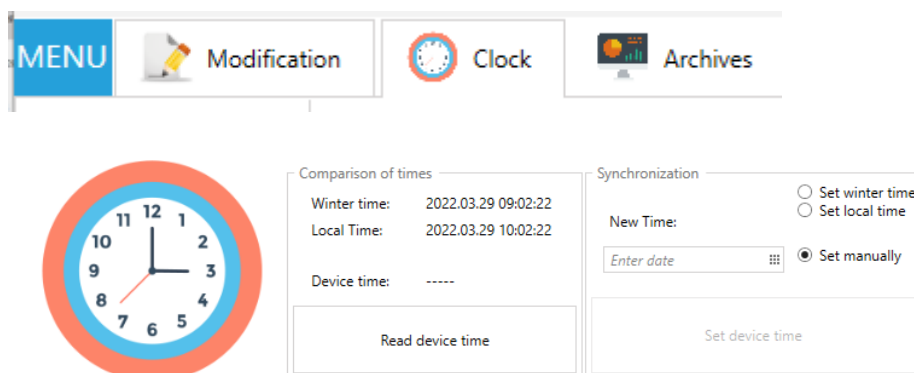 MENU
Modification
Clock
Archives
12
11
1
10
2
9
3
8
4
7
5
6
Comparison of times
Winter time: 2022.03.29 09:02:22
Local Time: 2022.03.29 10:02:22
Device time: -----
Read device time
Synchronization
Set winter time
Set local time
New Time:
Enter date
Set manually
Set device time